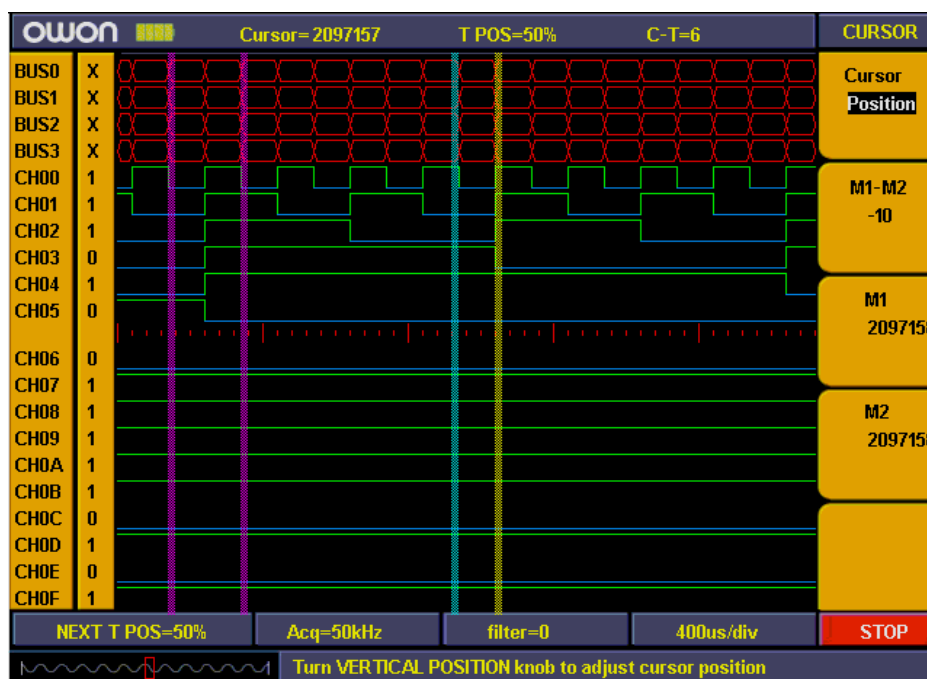 owon Cursor=2097157 T POS=50% C-T=6 CURSOR
BUS0 X
BUS1 X
BUS2 X
BUS3 X
CH00 1
CH01 1
CH02 1
CH03 0
CH04 1
CH05 0
CH06 0
CH07 1
CH08 1
CH09 1
CH0A 1
CH0B 1
CH0C 0
CH0D 1
CH0E 0
CH0F 1
Cursor
Position
M1-M2
-10
M1
M2
NEXT T POS=50% Acq=50kHz filter=0 400us/div STOP
Turn VERTICAL POSITION knob to adjust cursor position